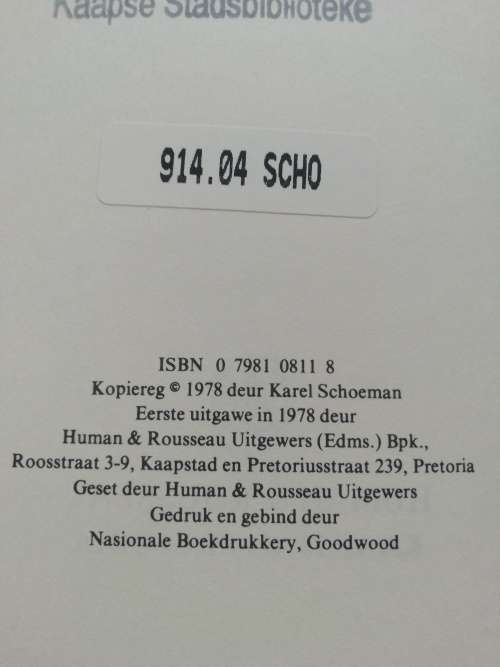 Kaapse Stadsbiblioteke
914.04 SCHO
ISBN 0 7981 0811 8
Kopiereg © 1978 deur Karel Schoeman
Eerste uitgawe in 1978 deur
Human & Rousseau Uitgewers (Edms.) Bpk.,
Roosstraat 3-9, Kaapstad en Pretoriusstraat 239, Pretoria
Geset deur Human & Rousseau Uitgewers
Gedruk en gebind deur
Nasionale Boekdrukkery, Goodwood